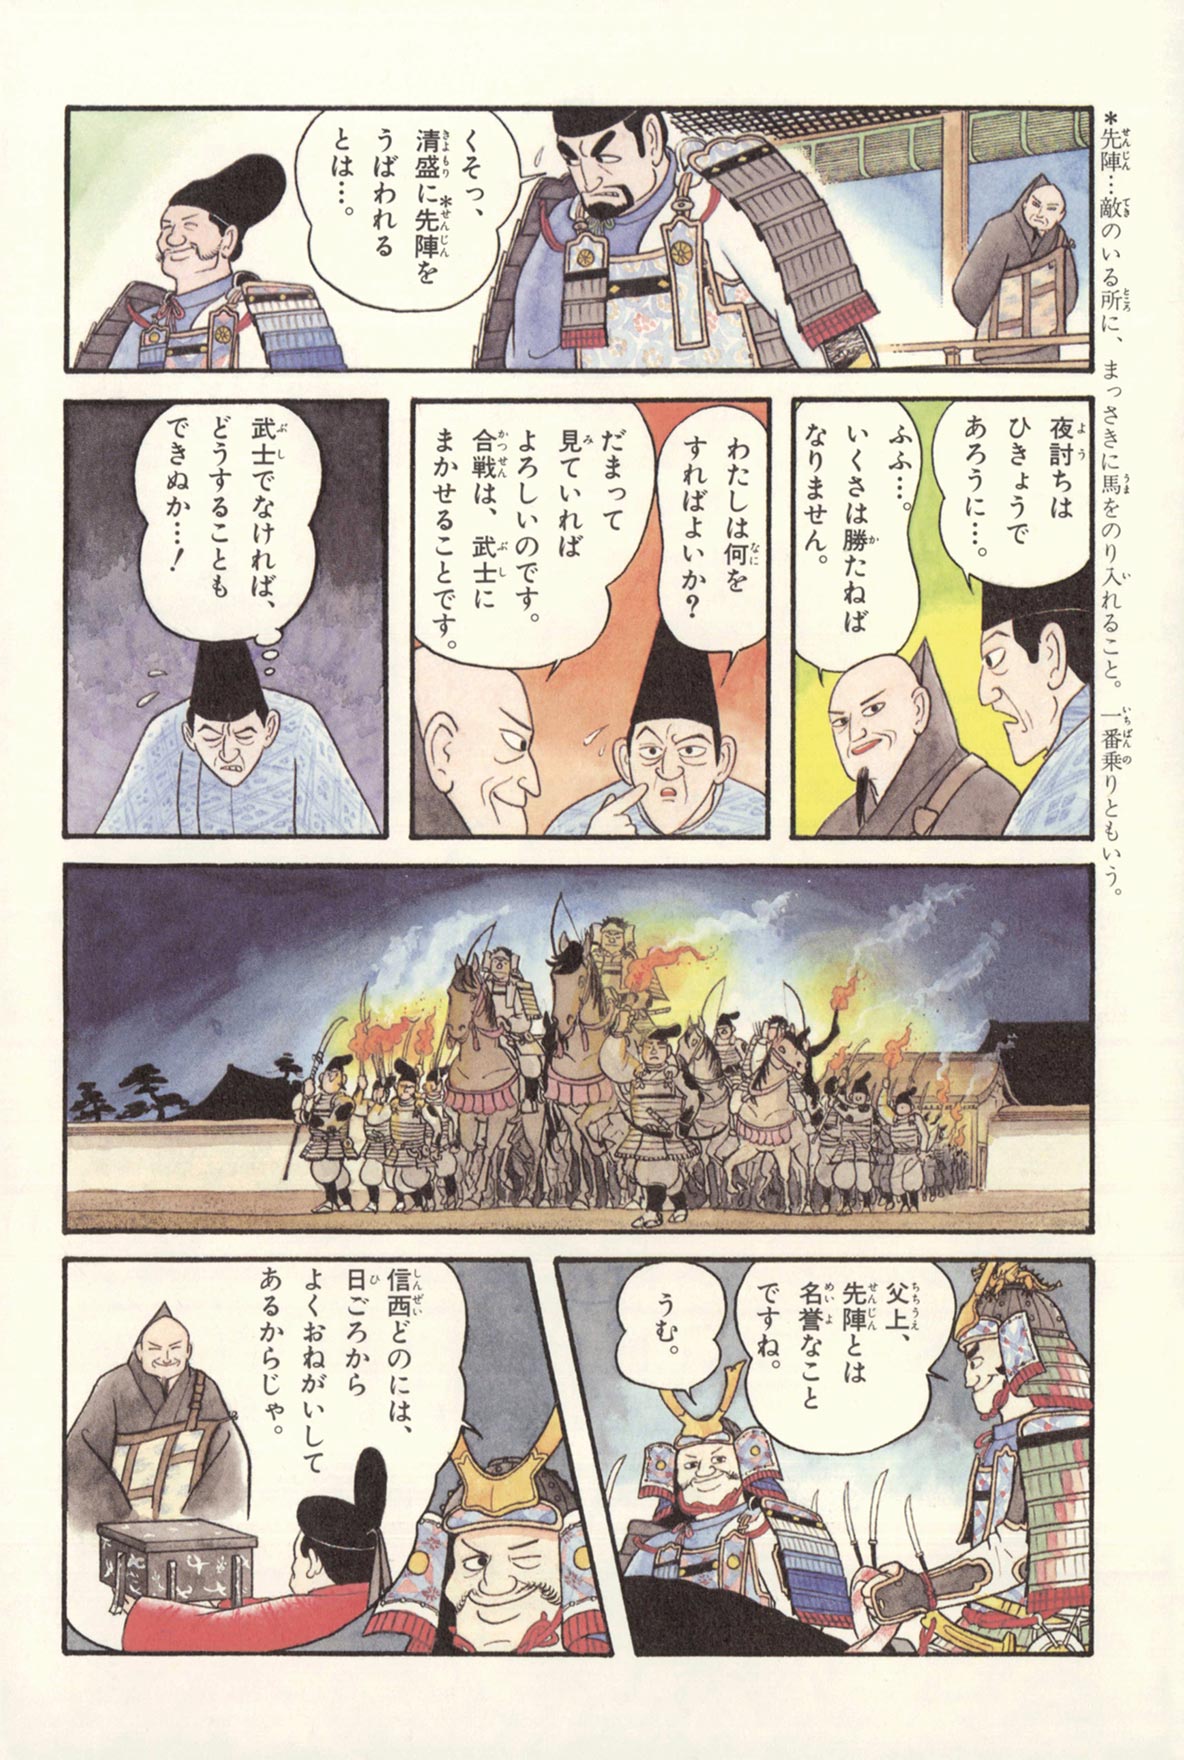 *先陣…敵のいる所に、まっさきに馬をのり入れること。一番乗りともいう。
くそっ、
清盛に*先陣を
うばわれる
とは…。
夜討ちは
ひきょうで
あろうに…。
ふふ…。
いくさは勝たねば
なりません。
わたしは何を
すればよいか?
だまって
見ていれば
よろしいのです。
合戦は、武士に
まかせることです。
武士でなければ、
どうすることも
できぬか…!
父上、
先陣とは
名誉なこと
ですね。
うむ。
信西どのには、
日ごろから
よくおねがいして
あるからじゃ。